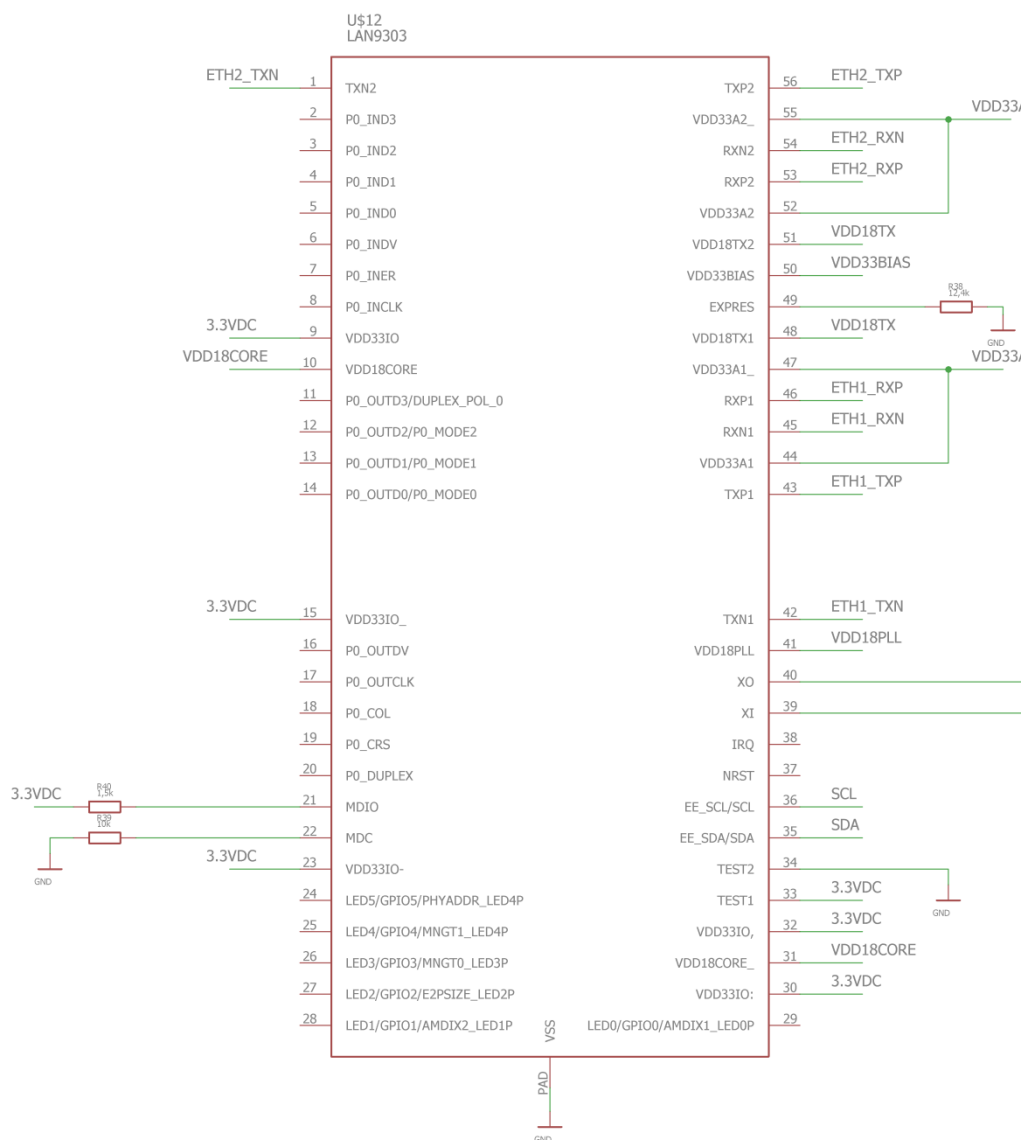 U$12
LAN9303
ETH2_TXN 1 TXN2 TXP2 56 ETH2_TXP
2 P0_IND3 VDD33A2_ 55 VDD33A
3 P0_IND2 RXN2 54 ETH2_RXN
4 P0_IND1 RXP2 53 ETH2_RXP
5 P0_IND0 VDD33A2 52
6 P0_INDV VDD18TX2 51 VDD18TX
7 P0_INER VDD33BIAS 50 VDD33BIAS
8 P0_INCLK EXPRES 49 R38
12,4k
GND
3.3VDC 9 VDD33IO VDD18TX1 48 VDD18TX
VDD18CORE 10 VDD18CORE VDD33A1_ 47 VDD33A
11 P0_OUTD3/DUPLEX_POL_0 RXP1 46 ETH1_RXP
12 P0_OUTD2/P0_MODE2 RXN1 45 ETH1_RXN
13 P0_OUTD1/P0_MODE1 VDD33A1 44
14 P0_OUTD0/P0_MODE0 TXP1 43 ETH1_TXP
3.3VDC 15 VDD33IO_ TXN1 42 ETH1_TXN
16 P0_OUTDV VDD18PLL 41 VDD18PLL
17 P0_OUTCLK XO 40
18 P0_COL XI 39
19 P0_CRS IRQ 38
20 P0_DUPLEX NRST 37
3.3VDC R40
1,5k
21 MDIO EE_SCL/SCL 36 SCL
R39
10k
22 MDC EE_SDA/SDA 35 SDA
GND
3.3VDC 23 VDD33IO- TEST2 34
GND
24 LED5/GPIO5/PHYADDR_LED4P TEST1 33 3.3VDC
25 LED4/GPIO4/MNGT1_LED4P VDD33IO, 32 3.3VDC
26 LED3/GPIO3/MNGT0_LED3P VDD18CORE_ 31 VDD18CORE
27 LED2/GPIO2/E2PSIZE_LED2P VDD33IO: 30 3.3VDC
28 LED1/GPIO1/AMDIX2_LED1P LED0/GPIO0/AMDIX1_LED0P 29
VSS
PAD
GND